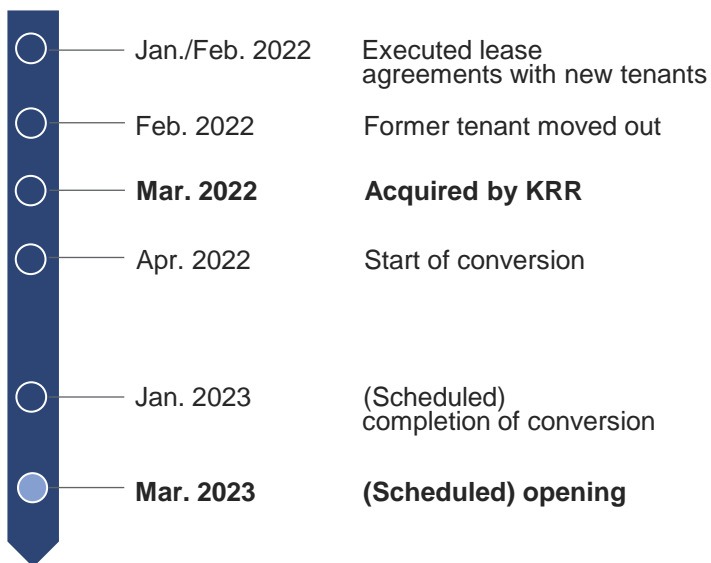 Jan./Feb. 2022 Executed lease
agreements with new tenants
Feb. 2022 Former tenant moved out
Mar. 2022 Acquired by KRR
Apr. 2022 Start of conversion
Jan. 2023 (Scheduled)
completion of conversion
Mar. 2023 (Scheduled) opening